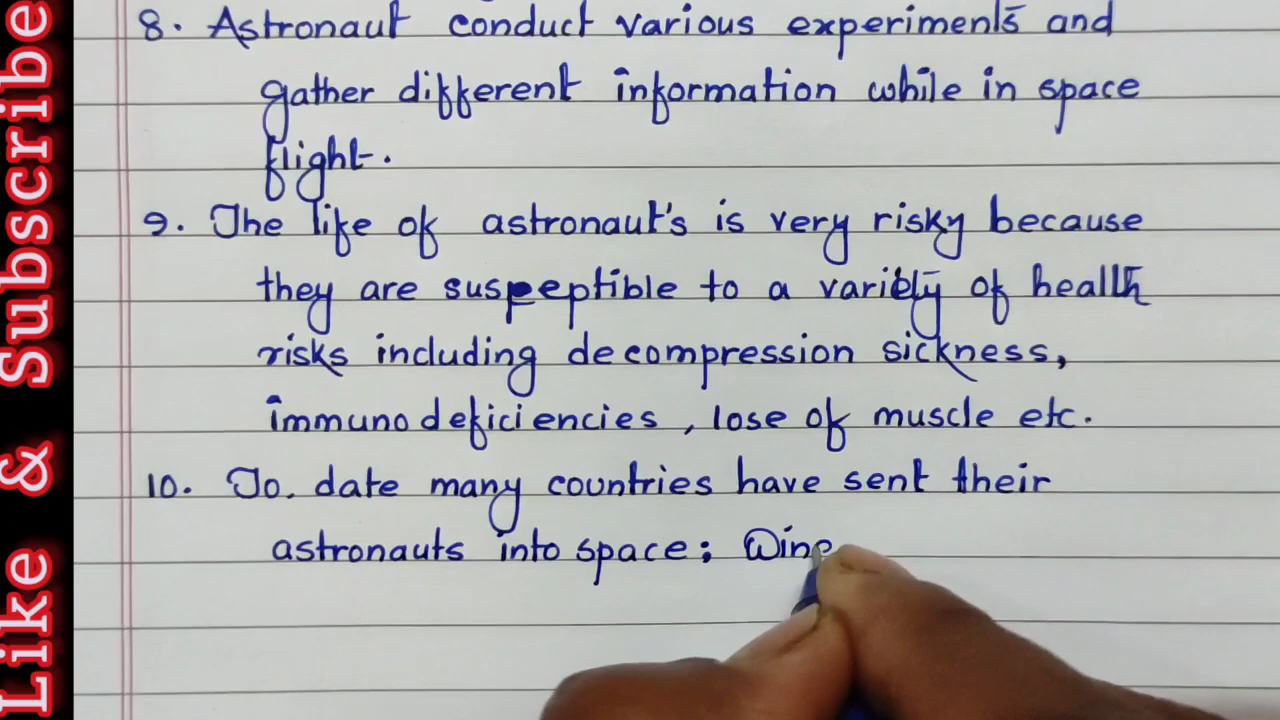 Like & Subscribe
8. Astronaut conduct various experiments and
gather different information while in space
flight.
9. The life of astronaut's is very risky because
they are suspeptible to a variety of health
risks including decompression sickness,
immunodeficiencies, lose of muscle etc.
10. To. date many countries have sent their
astronauts into space; Wine